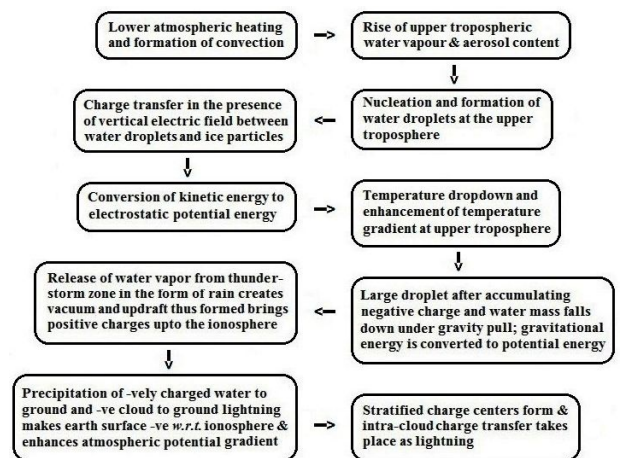 Lower atmospheric heating
and formation of convection
Rise of upper tropospheric
water vapour & aerosol content
Nucleation and formation of
water droplets at the upper
troposphere
Charge transfer in the presence
of vertical electric field between
water droplets and ice particles
Conversion of kinetic energy to
electrostatic potential energy
Temperature dropdown and
enhancement of temperature
gradient at upper troposphere
Large droplet after accumulating
negative charge and water mass falls
down under gravity pull; gravitational
energy is converted to potential energy
Release of water vapor from thunder-
storm zone in the form of rain creates
vacuum and updraft thus formed brings
positive charges upto the ionosphere
Precipitation of -vely charged water to
ground and -ve cloud to ground lightning
makes earth surface -ve w.r.t. ionosphere &
enhances atmospheric potential gradient
Stratified charge centers form &
intra-cloud charge transfer takes
place as lightning